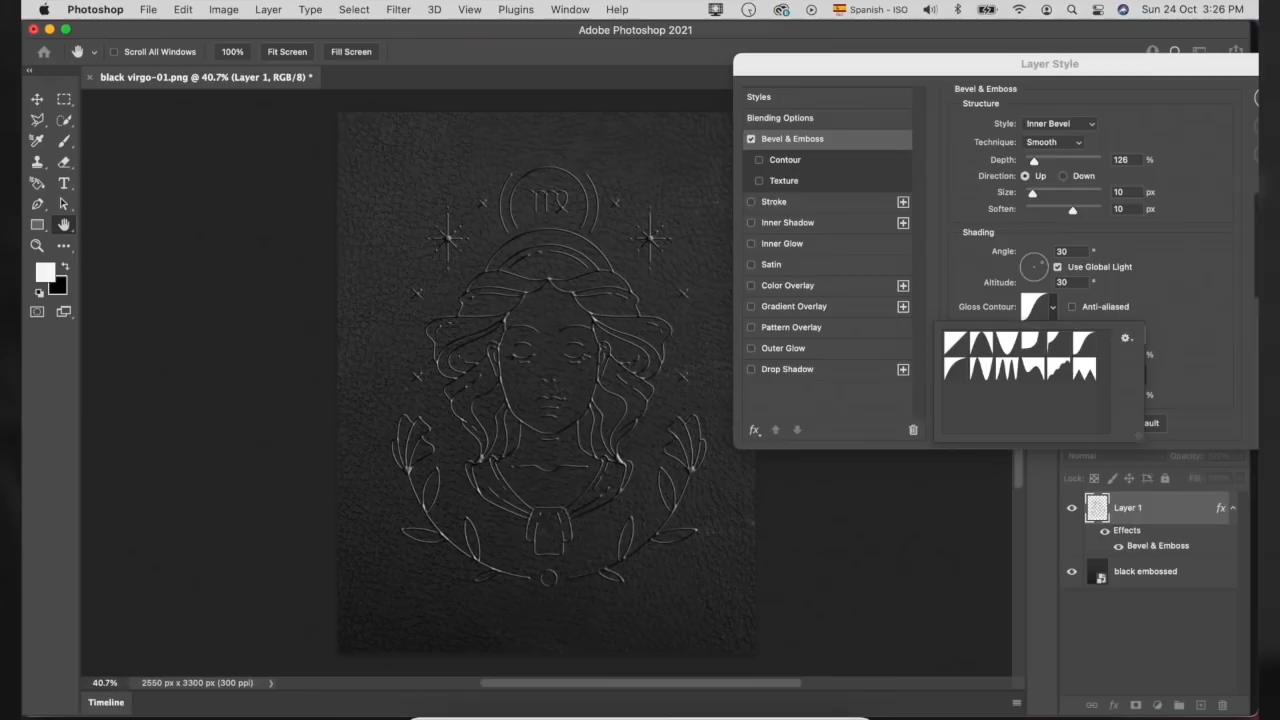 Photoshop File Edit Image Layer Type Select Filter 3D View Plugins Window Help Spanish - ISO Sun 24 Oct 3:26 PM
Adobe Photoshop 2021
Scroll All Windows 100% Fit Screen Fill Screen
Layer Style
black virgo-01.png @ 40.7% (Layer 1, RGB/8) *
Bevel & Emboss
Styles
Structure
Blending Options
Style: Inner Bevel
Bevel & Emboss
Technique: Smooth
Contour
Depth: 126 %
Texture
Direction: Up Down
Stroke
Size: 10 px
Inner Shadow
Soften: 10 px
Inner Glow
Shading
Satin
Angle: 30 °
Use Global Light
Color Overlay
Altitude: 30 °
Gradient Overlay
Gloss Contour: Anti-aliased
Pattern Overlay
Outer Glow
%
Drop Shadow
%
fx
ault
Normal Opacity:
Lock: Fill:
Layer 1 fx
Effects
Bevel & Emboss
black embossed
40.7% 2550 px x 3300 px (300 ppi)
Timeline
fx